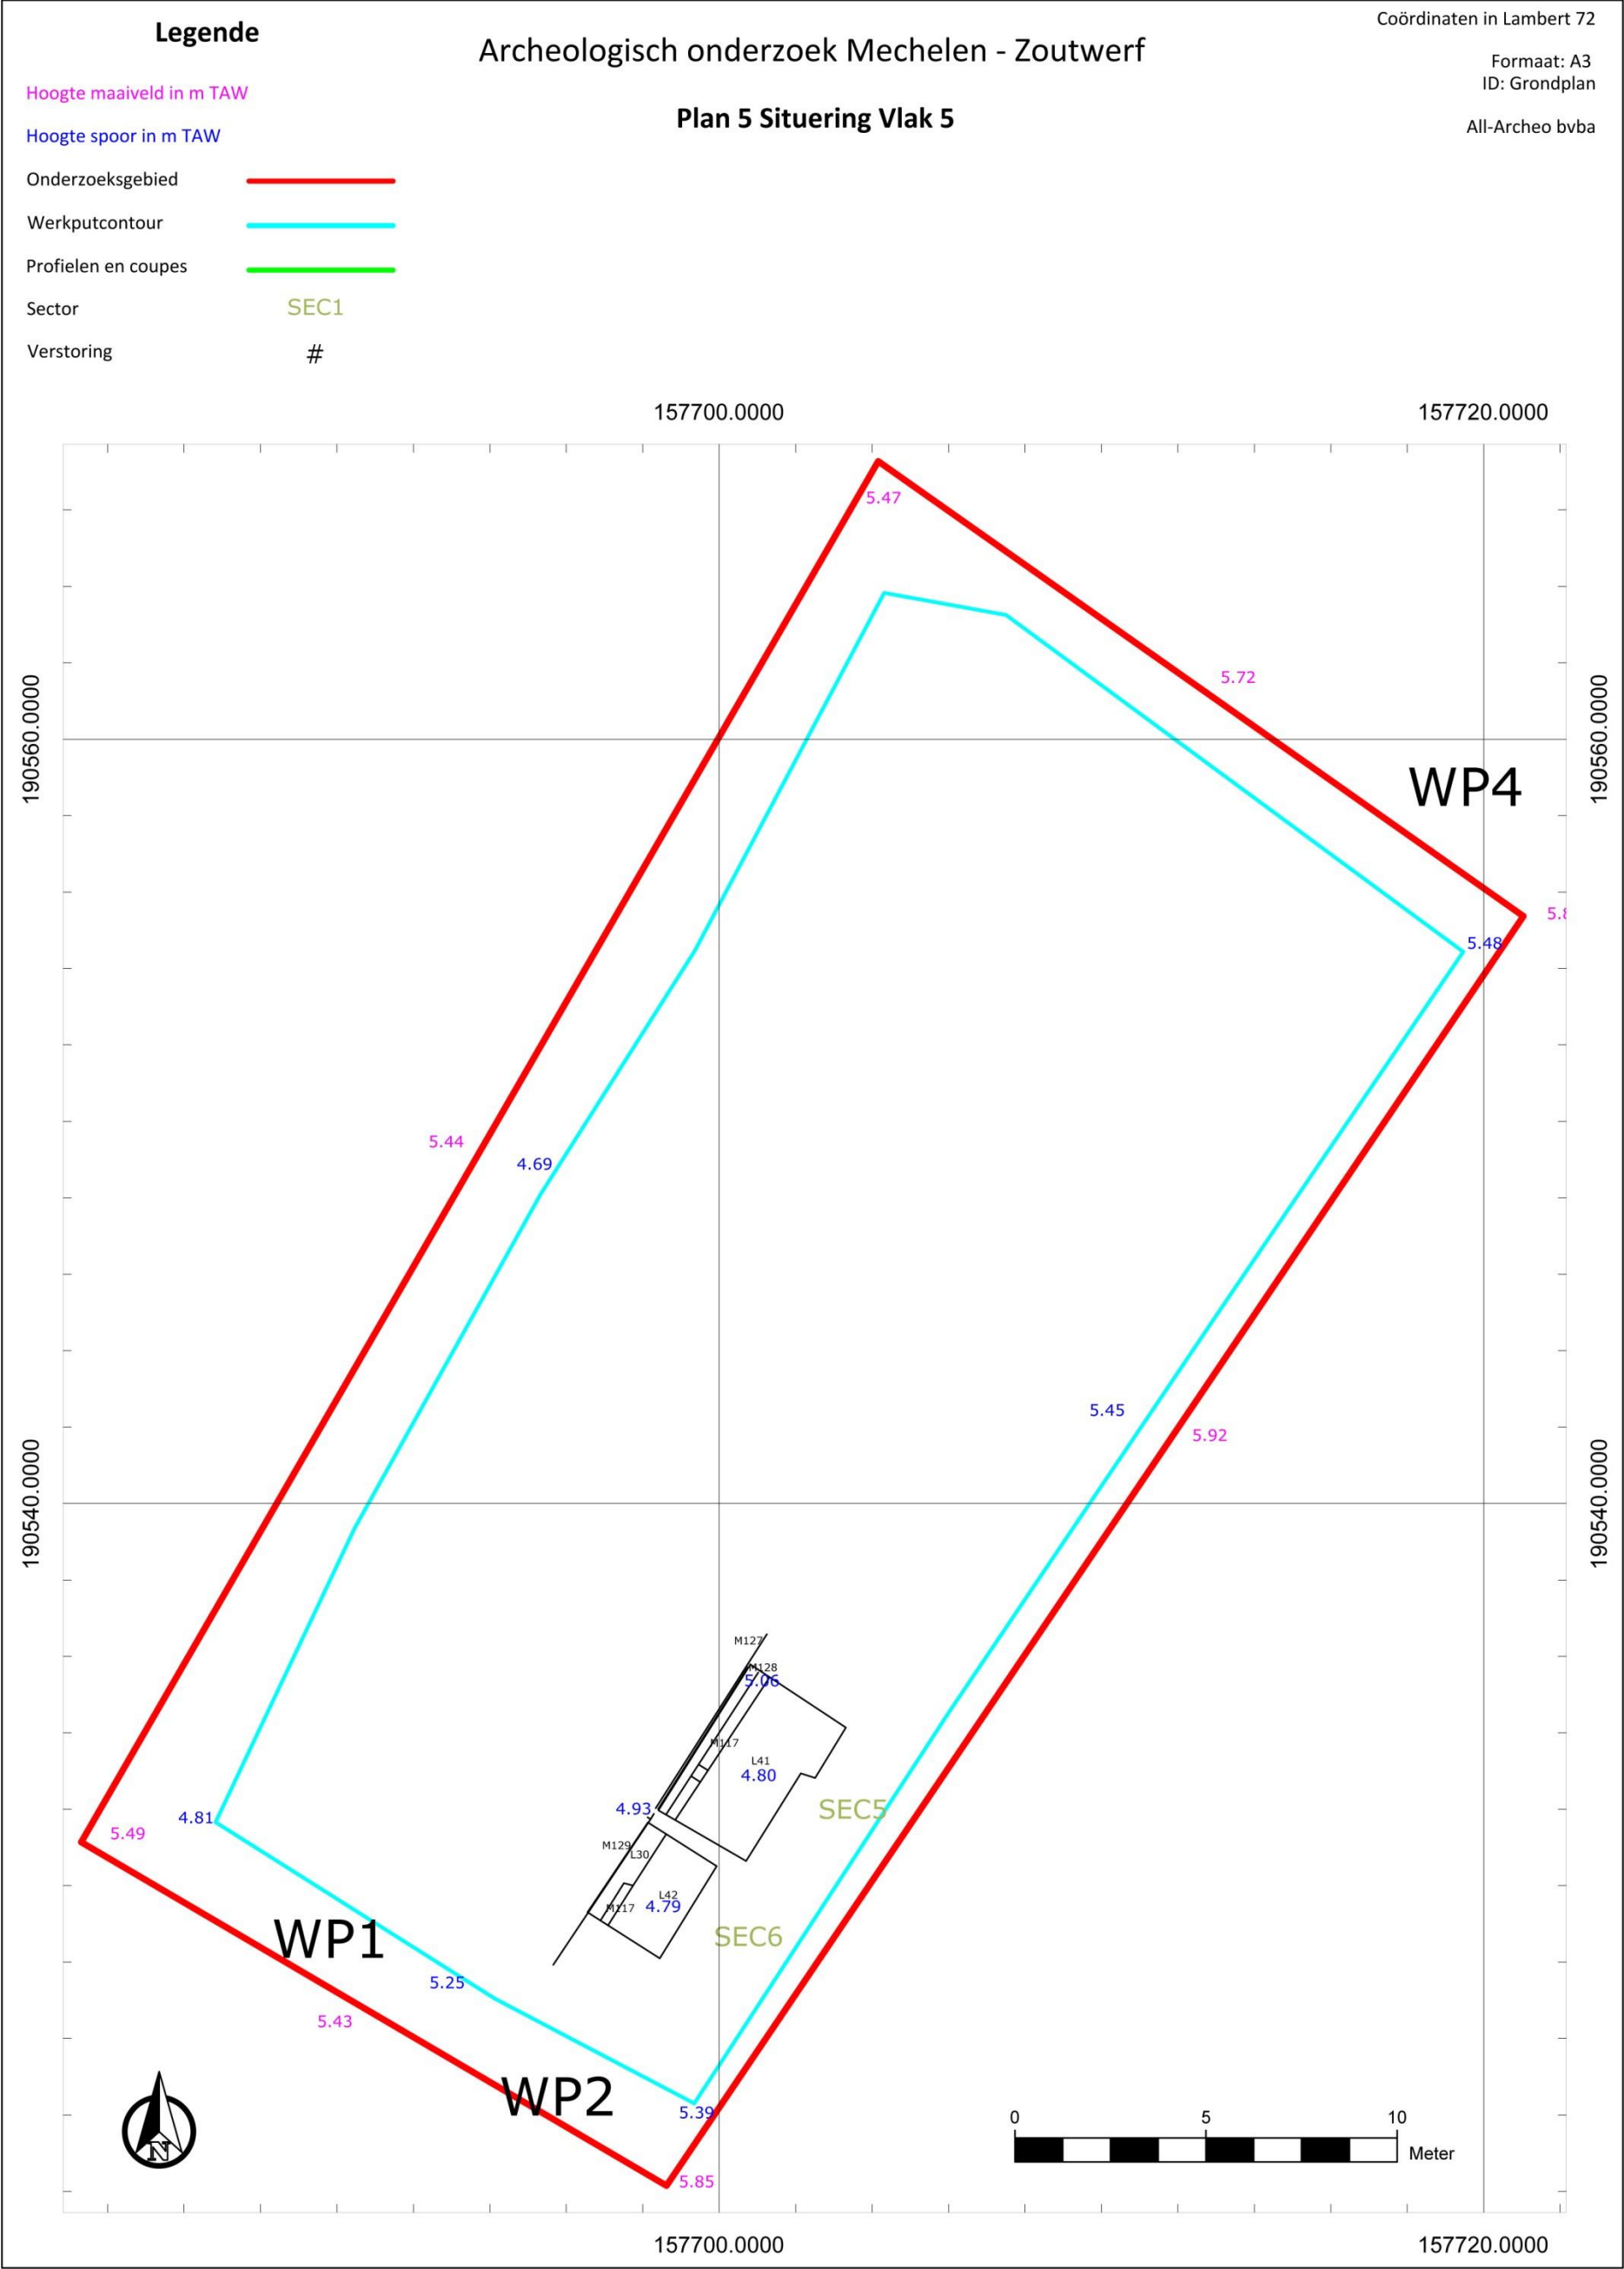 Legende
Archeologisch onderzoek Mechelen - Zoutwerf
Plan 5 Situering Vlak 5
Coördinaten in Lambert 72
Formaat: A3
ID: Grondplan
All-Archeo bvba
Hoogte maaiveld in m TAW
Hoogte spoor in m TAW
Onderzoeksgebied
Werkputcontour
Profielen en coupes
Sector SEC1
Verstoring #
157700.0000 157720.0000
5.47
5.72
190560.0000 190560.0000
WP4
5.48
5.44
4.69
5.45
5.92
190540.0000 190540.0000
M127
M128
5.06
M117
L41
4.80
4.93
SEC5
4.81
5.49
M129
L30
L42
M117
4.79
SEC6
WP1
5.25
5.43
WP2
5.39
5.85
N
0 5 10
Meter
157700.0000 157720.0000